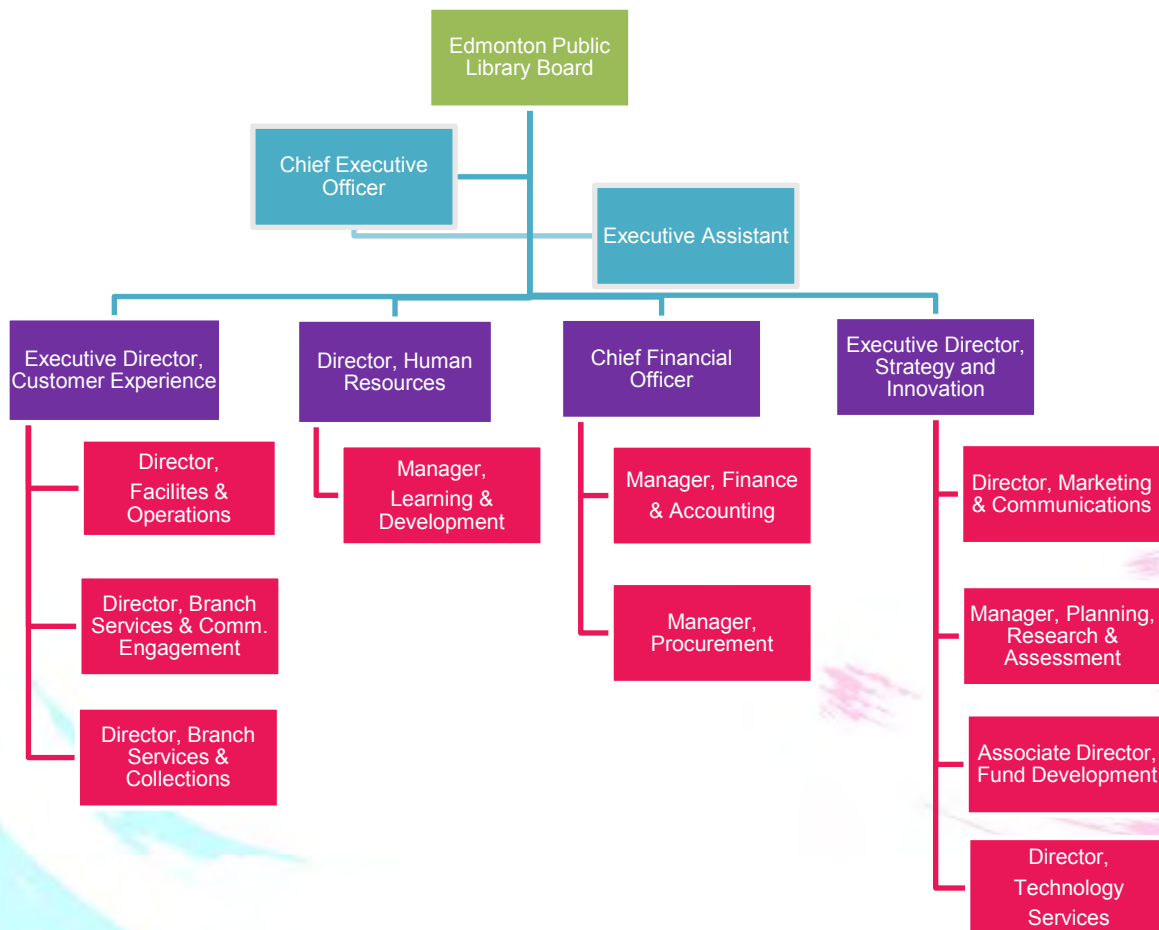 Edmonton Public
Library Board
Chief Executive
Officer
Executive Assistant
Executive Director,
Customer Experience
Director, Human
Resources
Chief Financial
Officer
Executive Director,
Strategy and
Innovation
Director,
Facilites &
Operations
Director, Branch
Services & Comm.
Engagement
Director, Branch
Services &
Collections
Manager,
Learning &
Development
Manager, Finance
& Accounting
Manager,
Procurement
Director, Marketing
& Communications
Manager, Planning,
Research &
Assessment
Associate Director,
Fund Development
Director,
Technology
Services